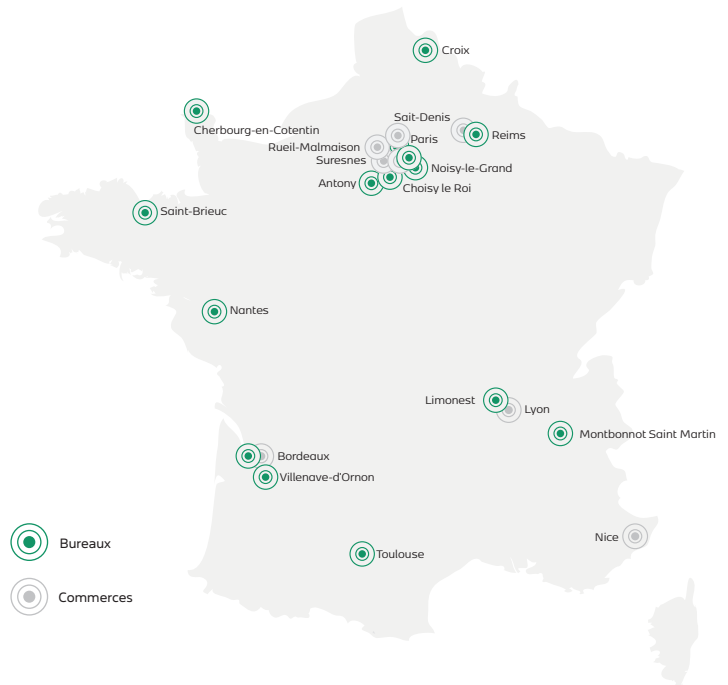 Croix
Sait-Denis
Cherbourg-en-Cotentin
Paris
Reims
Rueil-Malmaison
Suresnes
Noisy-le-Grand
Antony
Choisy le Roi
Saint-Brieuc
Nantes
Limonest
Lyon
Montbonnot Saint Martin
Bordeaux
Villenave-d'Ornon
Nice
Bureaux
Toulouse
Commerces